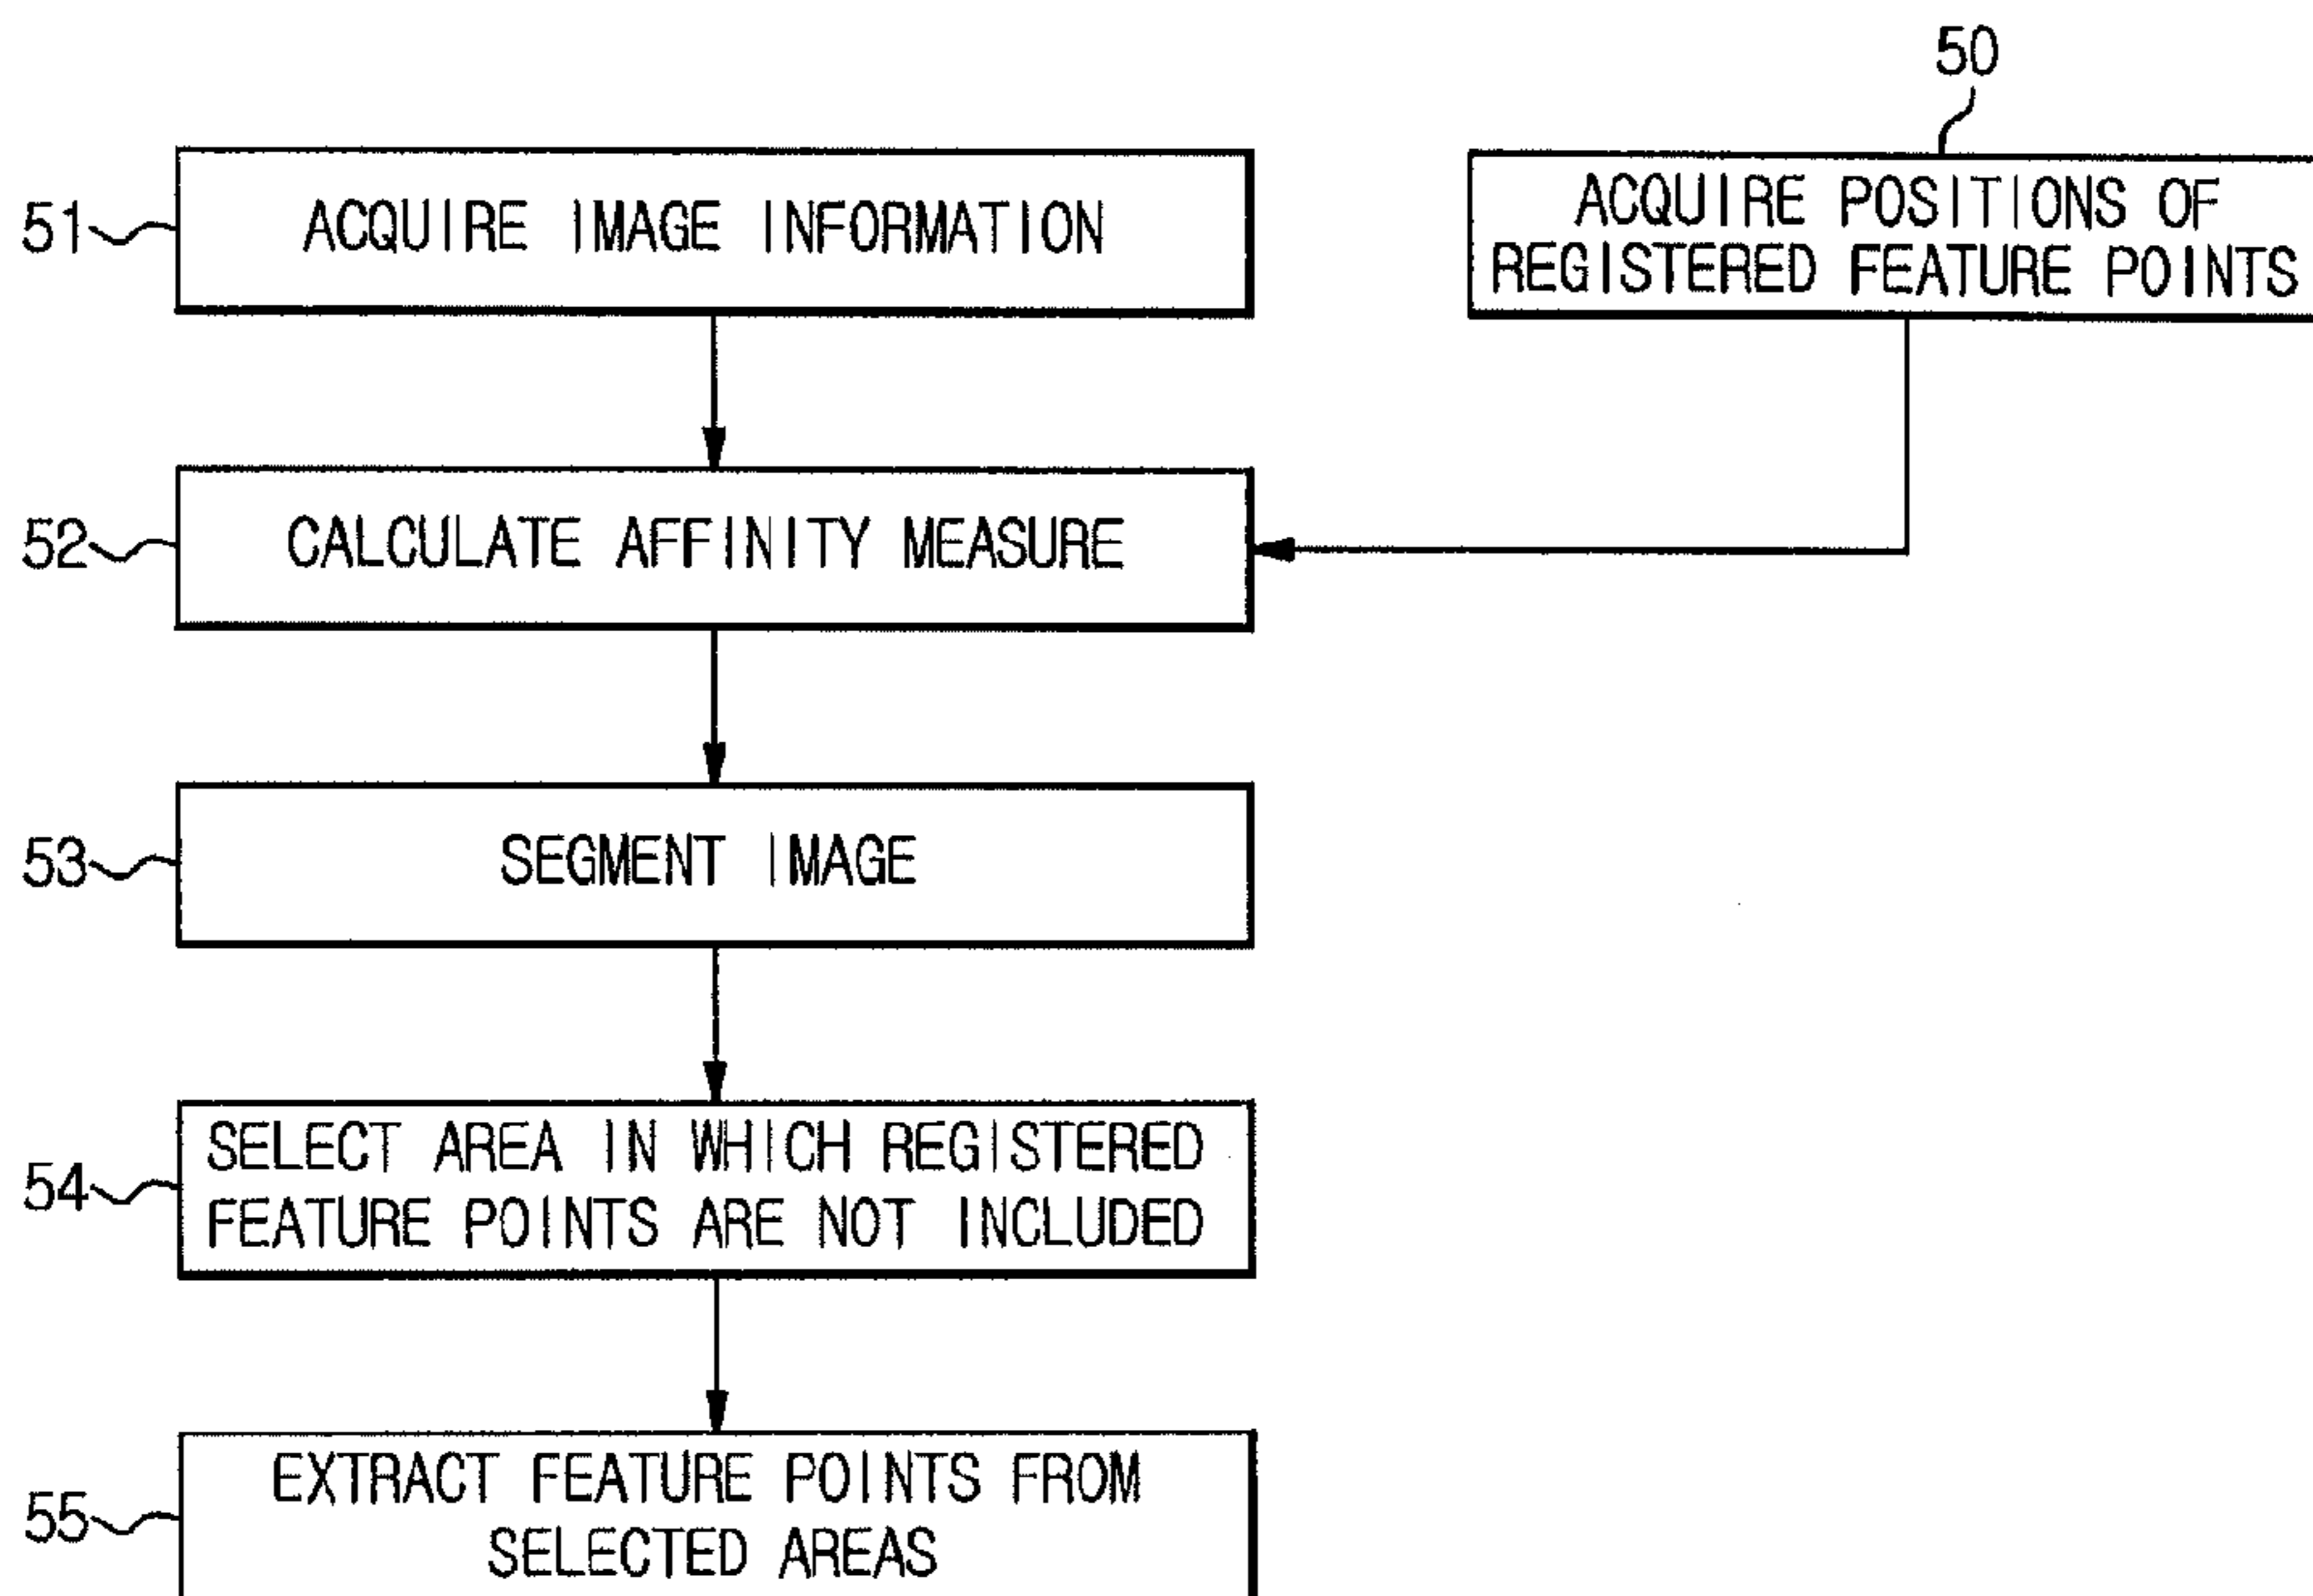 50
51
ACQUIRE IMAGE INFORMATION
ACQUIRE POSITIONS OF
REGISTERED FEATURE POINTS
52
CALCULATE AFFINITY MEASURE
53
SEGMENT IMAGE
54
SELECT AREA IN WHICH REGISTERED
FEATURE POINTS ARE NOT INCLUDED
55
EXTRACT FEATURE POINTS FROM
SELECTED AREAS